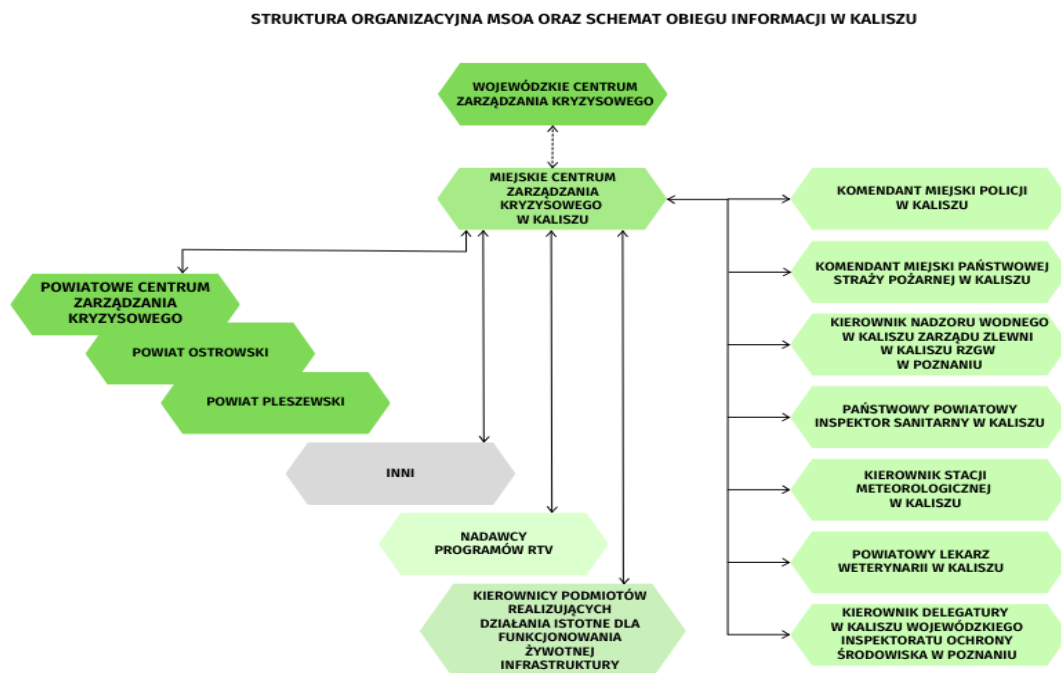 STRUKTURA ORGANIZACYJNA MSOA ORAZ SCHEMAT OBIEGU INFORMACJI W KALISZU
WOJEWÓDZKIE CENTRUM
ZARZĄDZANIA KRYZYSOWEGO
MIEJSKIE CENTRUM
ZARZĄDZANIA
KRYZYSOWEGO
W KALISZU
POWIATOWE CENTRUM
ZARZĄDZANIA
KRYZYSOWEGO
POWIAT OSTROWSKI
POWIAT PLESZEWSKI
INNI
NADAWCY
PROGRAMÓW RTV
KIEROWNICY PODMIOTÓW
REALIZUJĄCYCH
DZIAŁANIA ISTOTNE DLA
FUNKCJONOWANIA
ŻYWOTNEJ
INFRASTRUKTURY
KOMENDANT MIEJSKI POLICJI
W KALISZU
KOMENDANT MIEJSKI PAŃSTWOWEJ
STRAŻY POŻARNEJ W KALISZU
KIEROWNIK NADZORU WODNEGO
W KALISZU ZARZĄDU ZLEWNI
W KALISZU RZGW
W POZNANIU
PAŃSTWOWY POWIATOWY
INSPEKTOR SANITARNY W KALISZU
KIEROWNIK STACJI
METEOROLOGICZNEJ
W KALISZU
POWIATOWY LEKARZ
WETERYNARII W KALISZU
KIEROWNIK DELEGATURY
W KALISZU WOJEWÓDZKIEGO
INSPEKTORATU OCHRONY
ŚRODOWISKA W POZNANIU